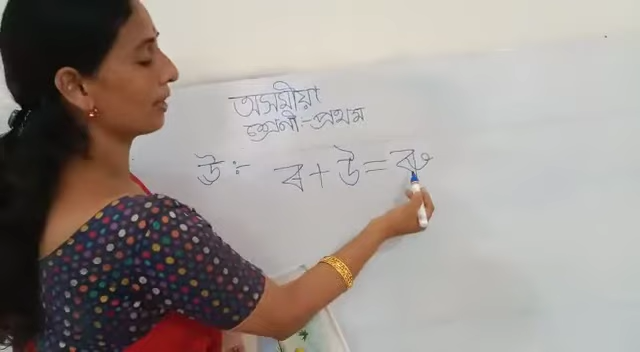 অসমীয়া
শ্ৰেণী:-প্ৰথম
উ :- ৰ + উ = ৰু